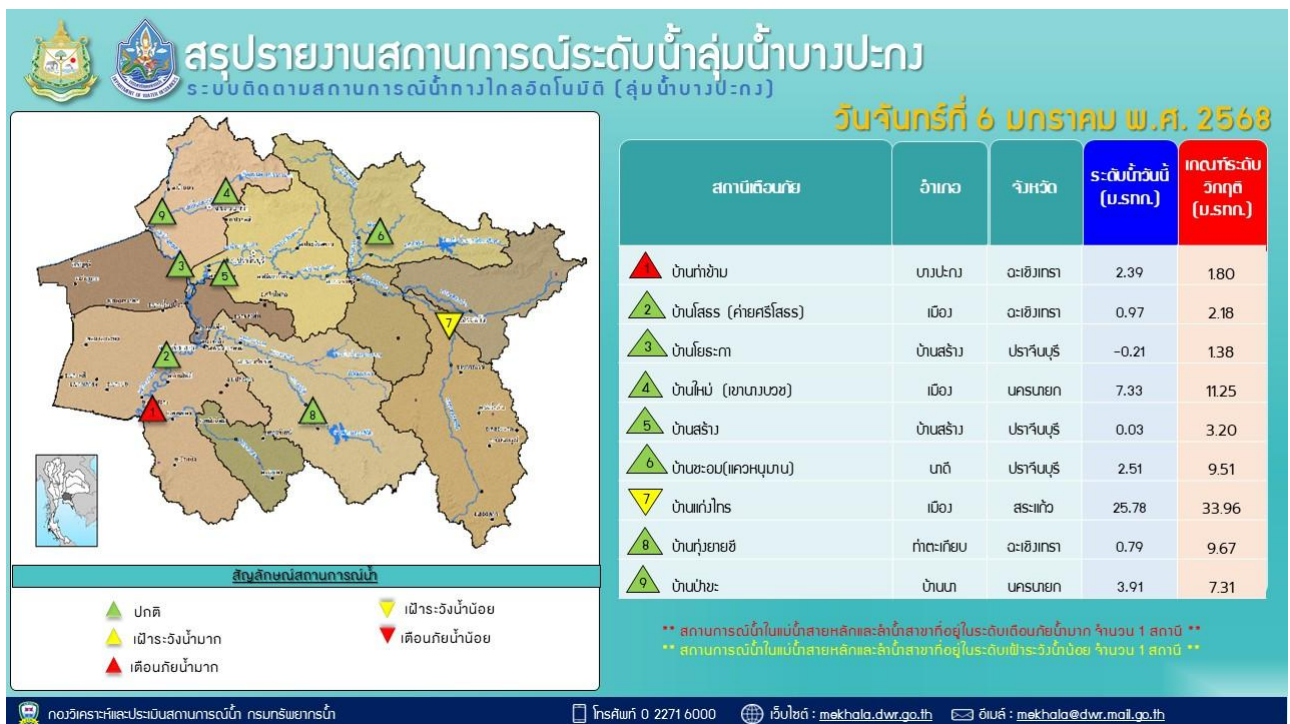 สรุปรายงานสถานการณ์ระดับน้ำลุ่มน้ำบางปะกง
ระบบติดตามสถานการณ์น้ำทางไกลอัตโนมัติ (ลุ่มน้ำบางปะกง)
วันจันทร์ที่ 6 มกราคม พ.ศ. 2568
4
9
6
3
5
7
2
1
8
สัญลักษณ์สถานการณ์น้ำ
ปกติ
เฝ้าระวังน้ำน้อย
เฝ้าระวังน้ำมาก
เตือนภัยน้ำน้อย
เตือนภัยน้ำมาก
สถานีเตือนภัย อำเภอ จังหวัด ระดับน้ำวันนี้ (ม.รทก.) เกณฑ์ระดับวิกฤติ (ม.รทก.)
1 บ้านท่าข้าม บางปะกง ฉะเชิงเทรา 2.39 1.80
2 บ้านโสธร (ค่ายศรีโสธร) เมือง ฉะเชิงเทรา 0.97 2.18
3 บ้านโยธะกา บ้านสร้าง ปราจีนบุรี -0.21 1.38
4 บ้านใหม่ (เขานางบวช) เมือง นครนายก 7.33 11.25
5 บ้านสร้าง บ้านสร้าง ปราจีนบุรี 0.03 3.20
6 บ้านชะอม(แควหนุมาน) นาดี ปราจีนบุรี 2.51 9.51
7 บ้านแก่งไทร เมือง สระแก้ว 25.78 33.96
8 บ้านทุ่งยายชี ท่าตะเกียบ ฉะเชิงเทรา 0.79 9.67
9 บ้านป่าขะ บ้านนา นครนายก 3.91 7.31
** สถานการณ์น้ำในแม่น้ำสายหลักและลำน้ำสาขาที่อยู่ในระดับเตือนภัยน้ำมาก จำนวน 1 สถานี **
** สถานการณ์น้ำในแม่น้ำสายหลักและลำน้ำสาขาที่อยู่ในระดับเฝ้าระวังน้ำน้อย จำนวน 1 สถานี **
กองวิเคราะห์และประเมินสถานการณ์น้ำ กรมทรัพยากรน้ำ
โทรศัพท์ 0 2271 6000
เว็บไซต์ : mekhala.dwr.go.th
อีเมล์ : mekhala@dwr.mail.go.th